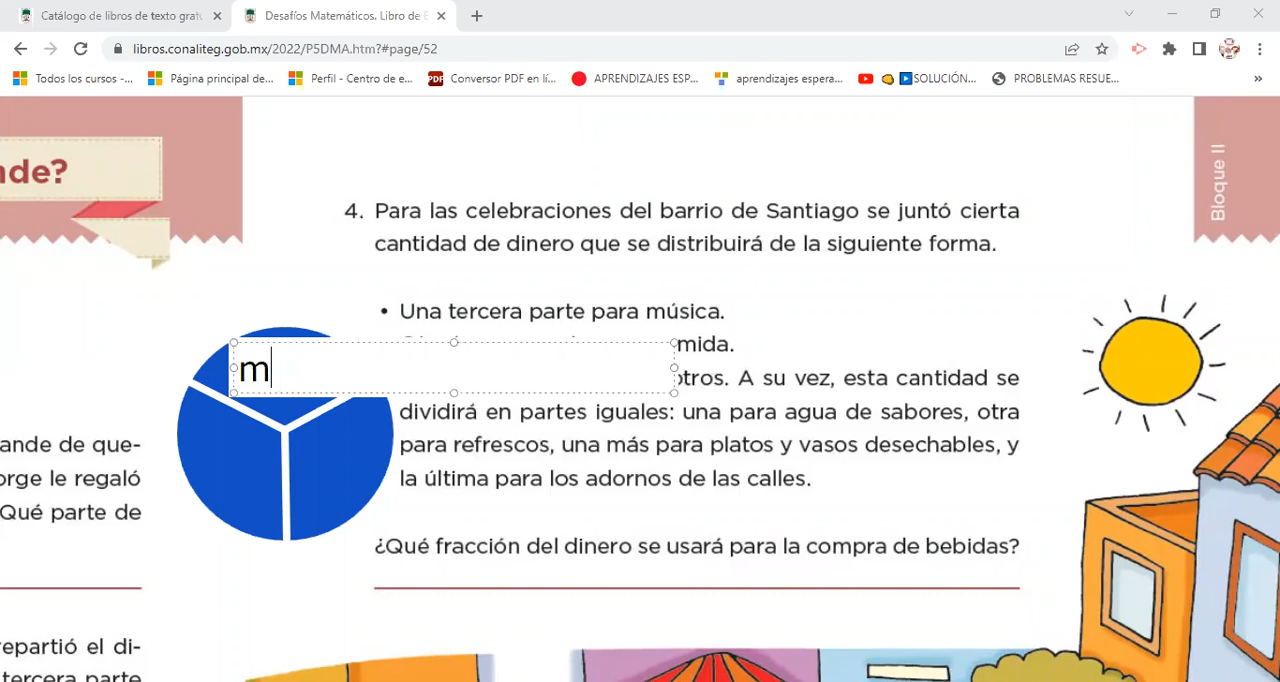 Catálogo de libros de texto gratu
Desafíos Matemáticos. Libro de E
libros.conaliteg.gob.mx/2022/P5DMA.htm?#page/52
Todos los cursos -...
Página principal de...
Perfil - Centro de e...
PDF
Conversor PDF en lí...
APRENDIZAJES ESP...
aprendizajes espera...
SOLUCIÓN...
PROBLEMAS RESUE...
»
nde?
Bloque II
4. Para las celebraciones del barrio de Santiago se juntó cierta
cantidad de dinero que se distribuirá de la siguiente forma.
• Una tercera parte para música.
mida.
m
otros. A su vez, esta cantidad se
dividirá en partes iguales: una para agua de sabores, otra
para refrescos, una más para platos y vasos desechables, y
la última para los adornos de las calles.
¿Qué fracción del dinero se usará para la compra de bebidas?
ande de que-
orge le regaló
Qué parte de
repartió el di-
tercera parte